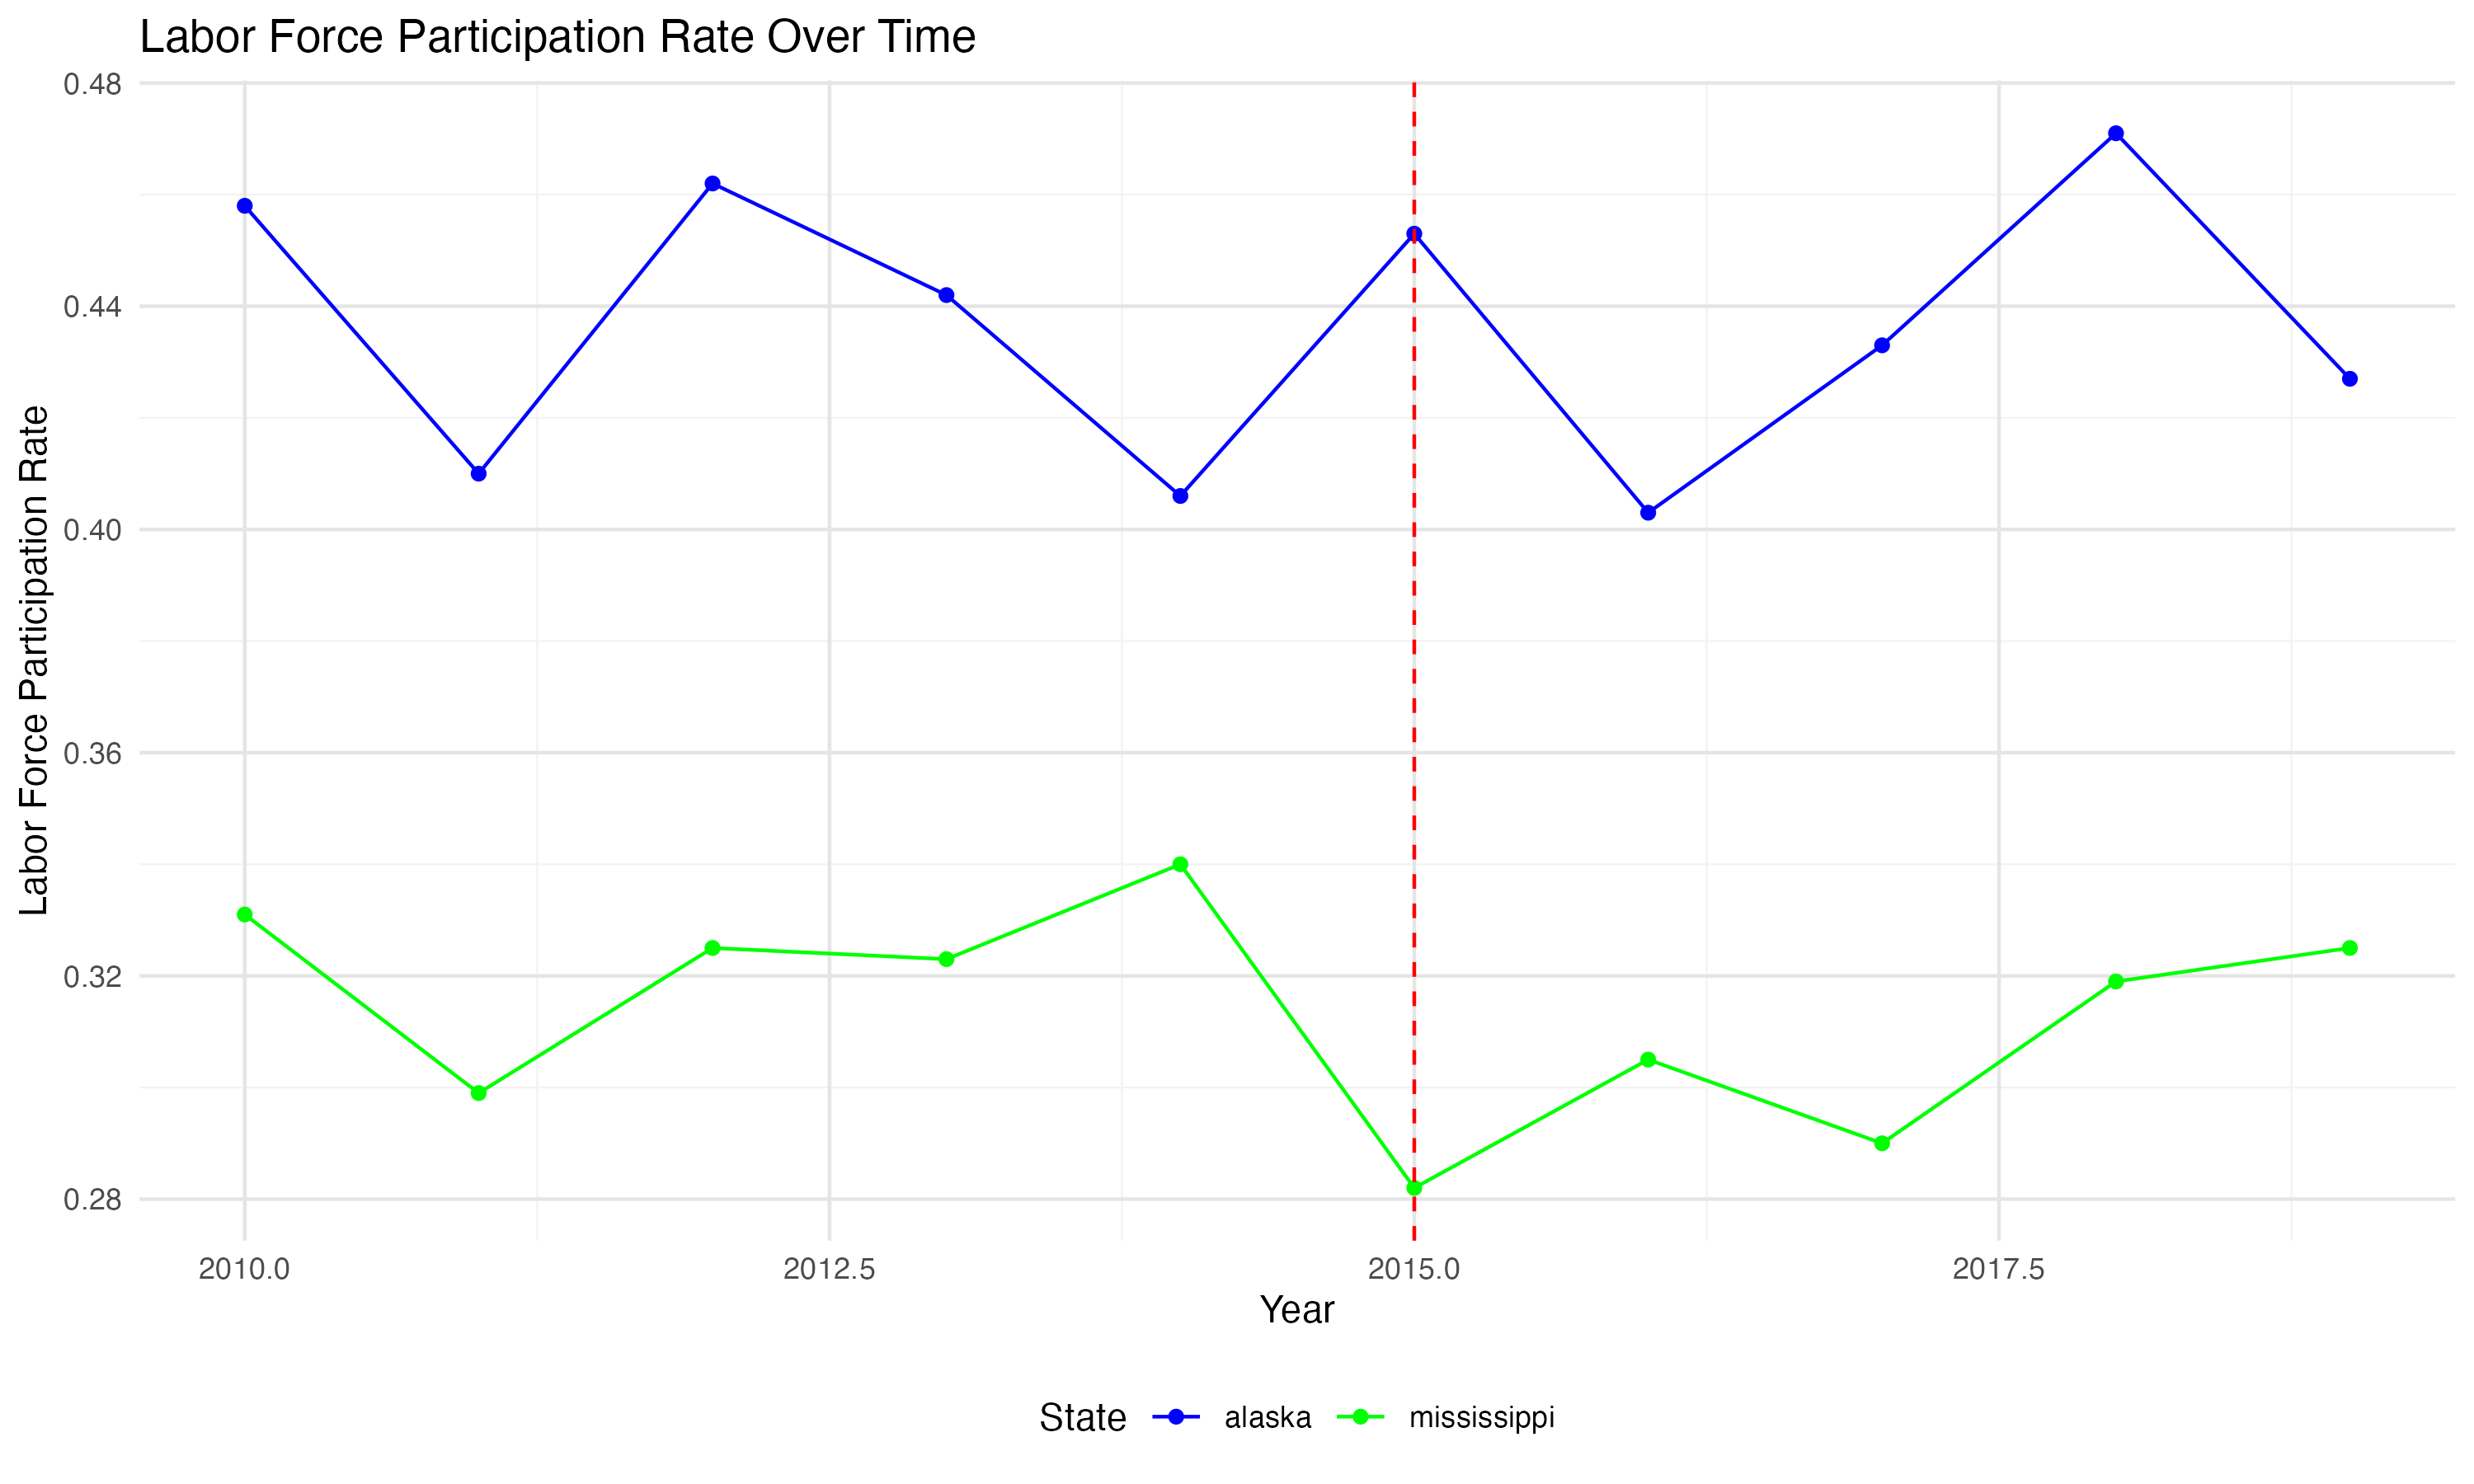 Labor Force Participation Rate Over Time
Labor Force Participation Rate
0.48
0.44
0.40
0.36
0.32
0.28
2010.0 2012.5 2015.0 2017.5
Year
State alaska mississippi